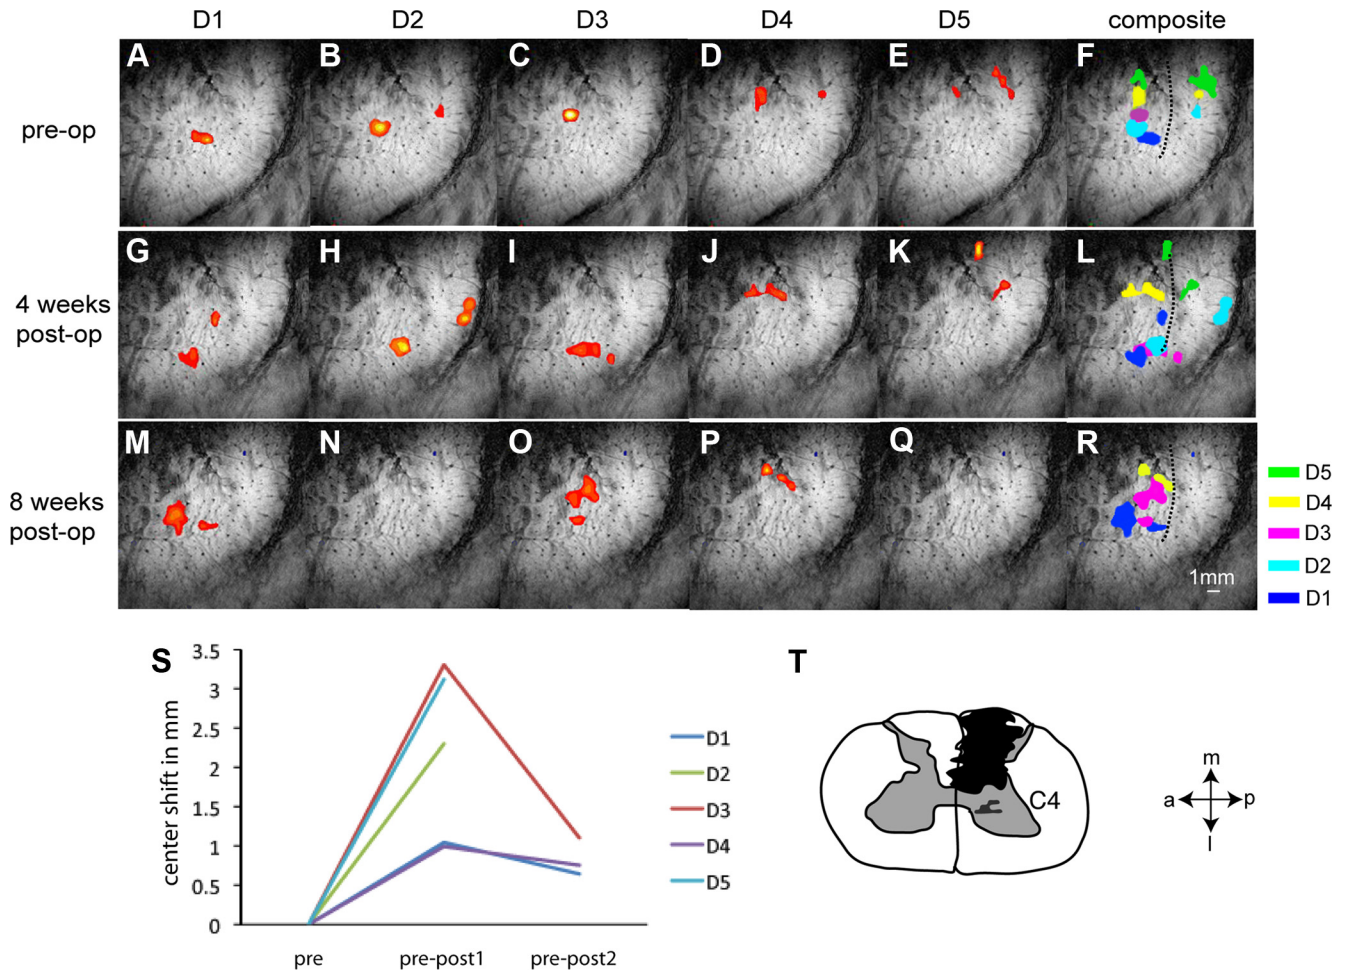 D1 D2 D3 D4 D5 composite
pre-op
A B C D E F
4 weeks
post-op
G H I J K L
8 weeks
post-op
M N O P Q R
1mm
D5
D4
D3
D2
D1
S
3.5
3
2.5
2
1.5
1
0.5
0
center shift in mm
pre pre-post1 pre-post2
D1
D2
D3
D4
D5
T
C4
m
a p
l